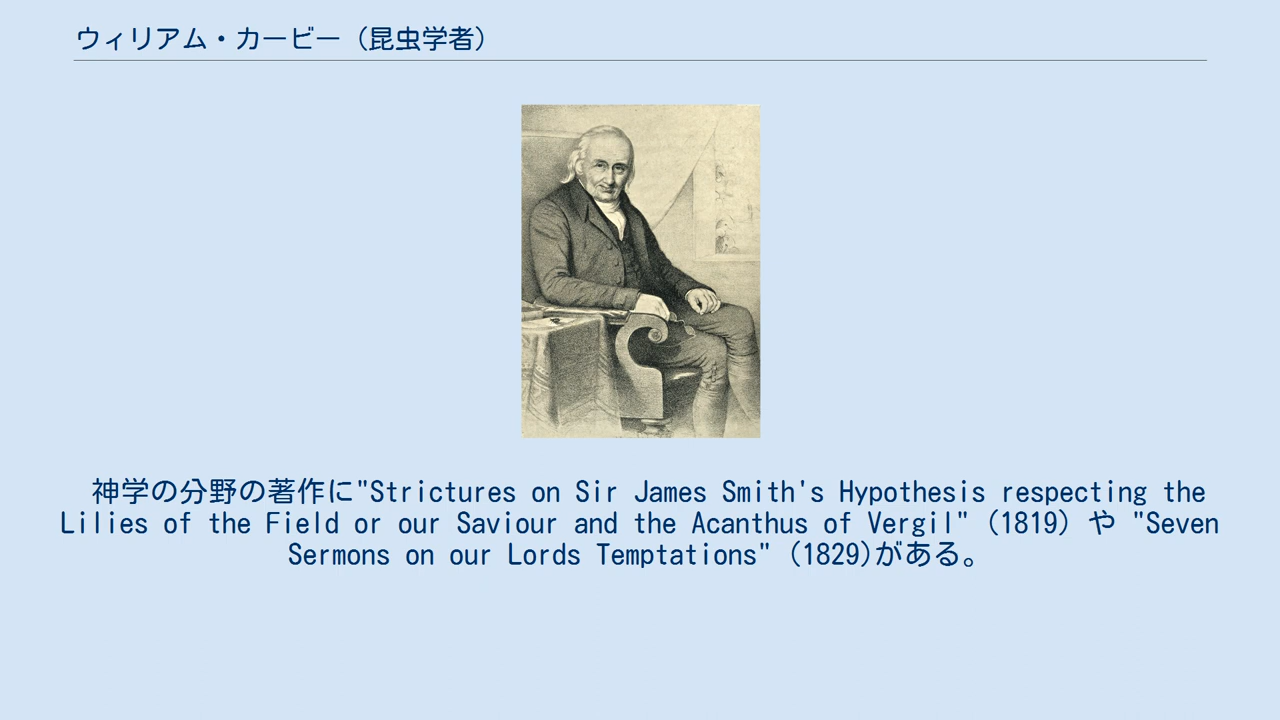 ウィリアム・カービー（昆虫学者）
神学の分野の著作に"Strictures on Sir James Smith's Hypothesis respecting the
Lilies of the Field or our Saviour and the Acanthus of Vergil" (1819) や "Seven
Sermons on our Lords Temptations" (1829)がある。